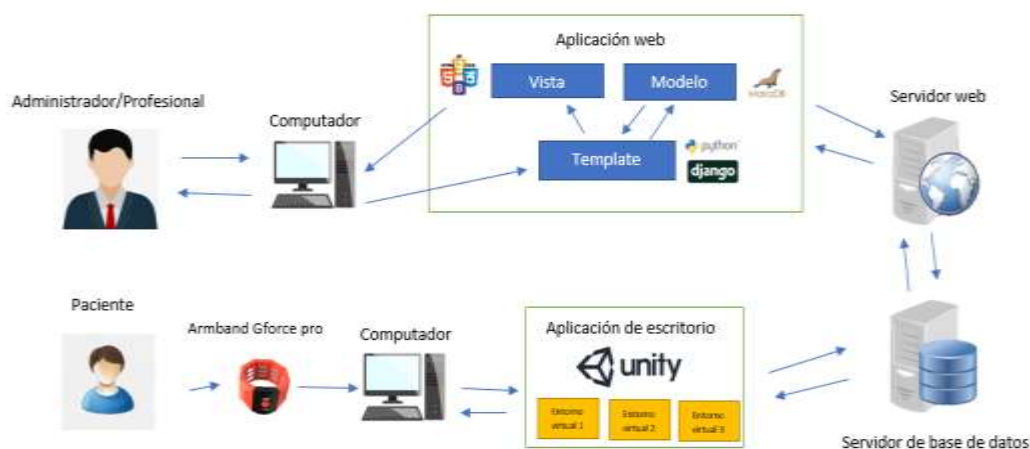 Aplicación web
Vista
Modelo
MariaDB
Administrador/Profesional
Computador
Servidor web
Template
python
django
Paciente
Armband Gforce pro
Computador
Aplicación de escritorio
unity
Entorno
virtual 1
Entorno
virtual 2
Entorno
virtual 3
Servidor de base de datos